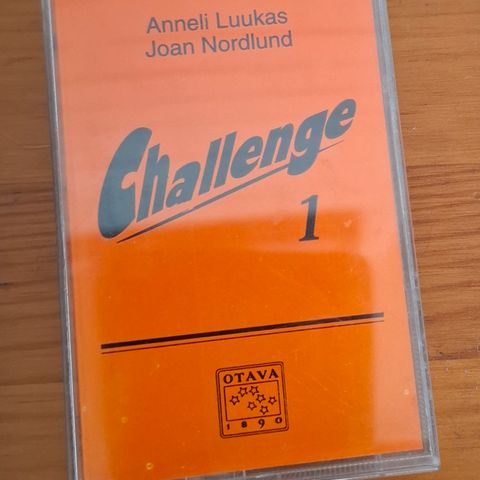 Anneli Luukas
Joan Nordlund
Challenge
1
OTAVA
1890